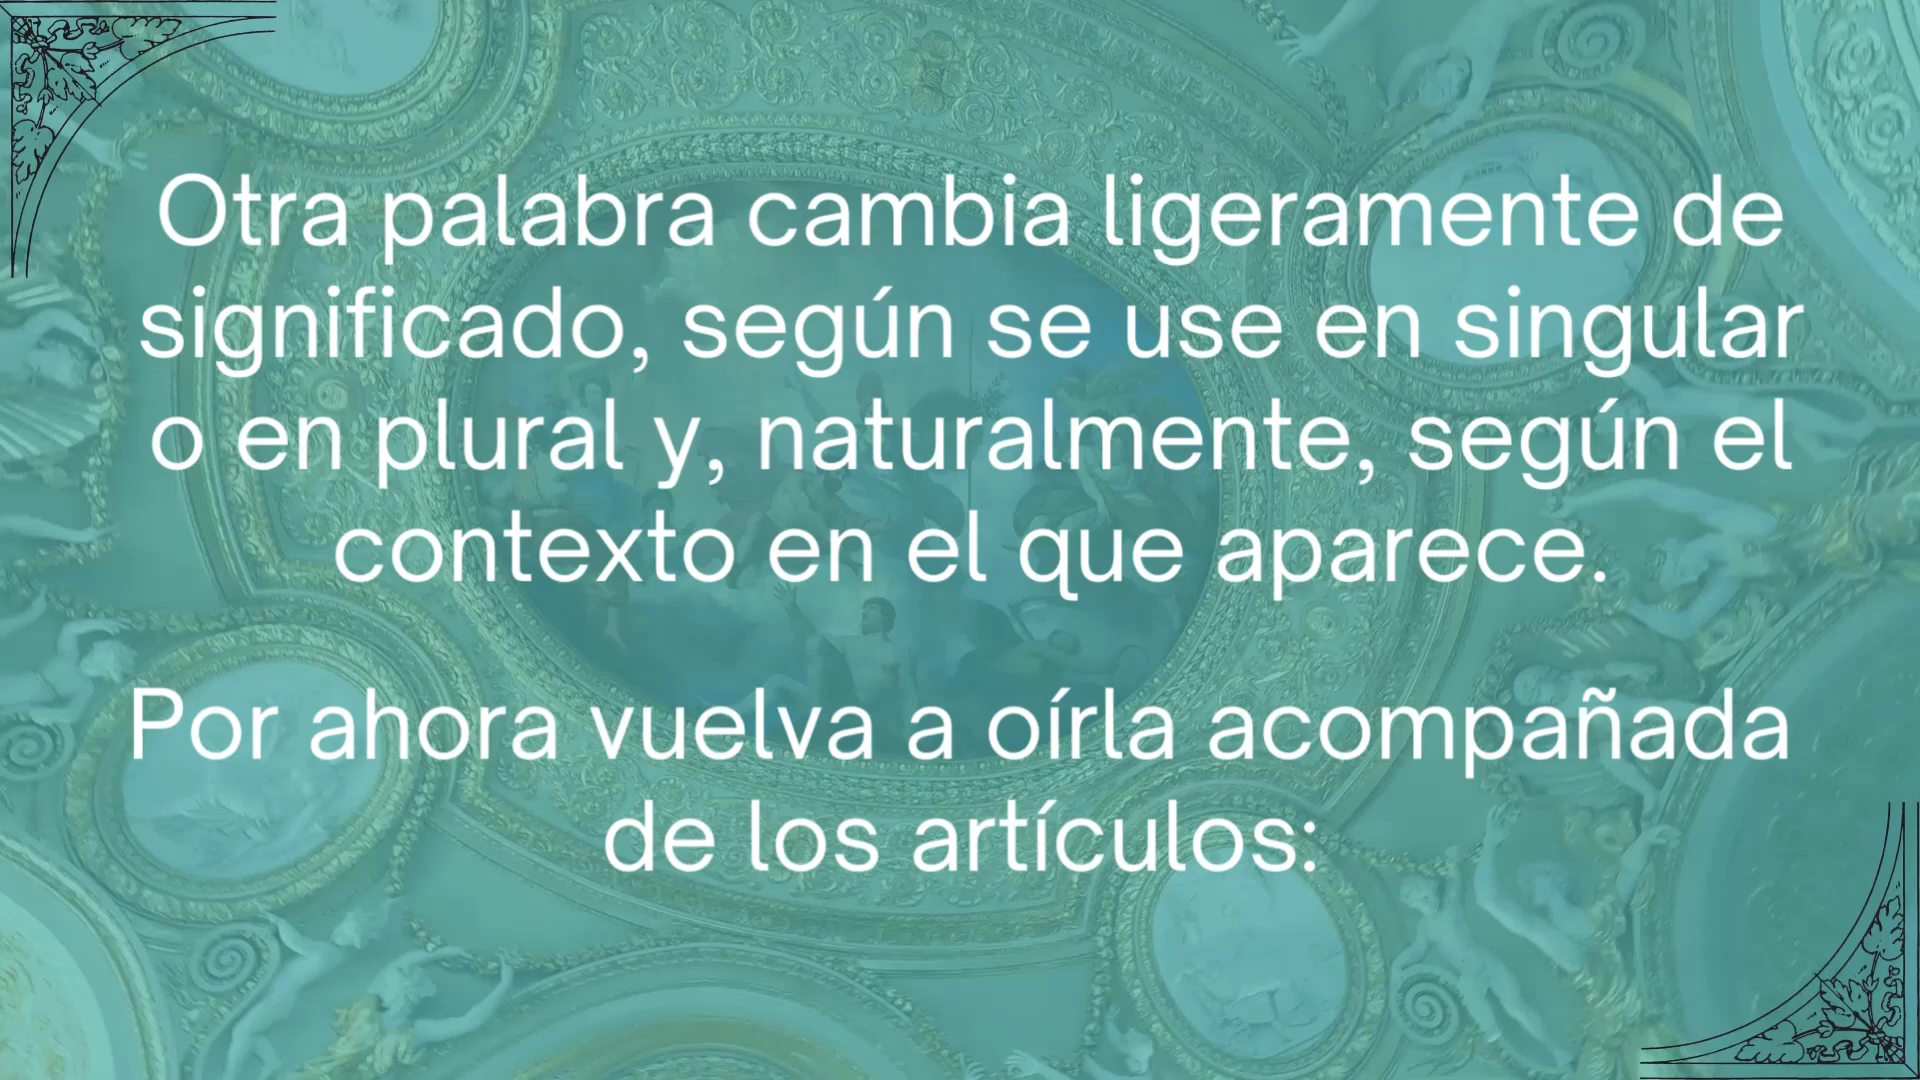 Otra palabra cambia ligeramente de
significado, según se use en singular
o en plural y, naturalmente, según el
contexto en el que aparece.
Por ahora vuelva a oírla acompañada
de los artículos: